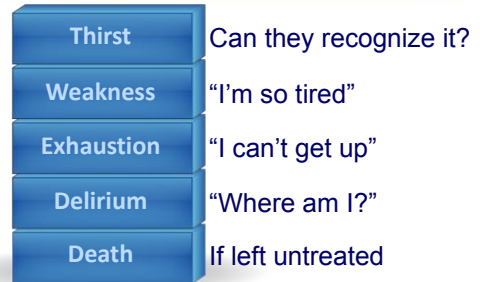 Thirst Can they recognize it?
Weakness “I’m so tired”
Exhaustion “I can’t get up”
Delirium “Where am I?”
Death If left untreated